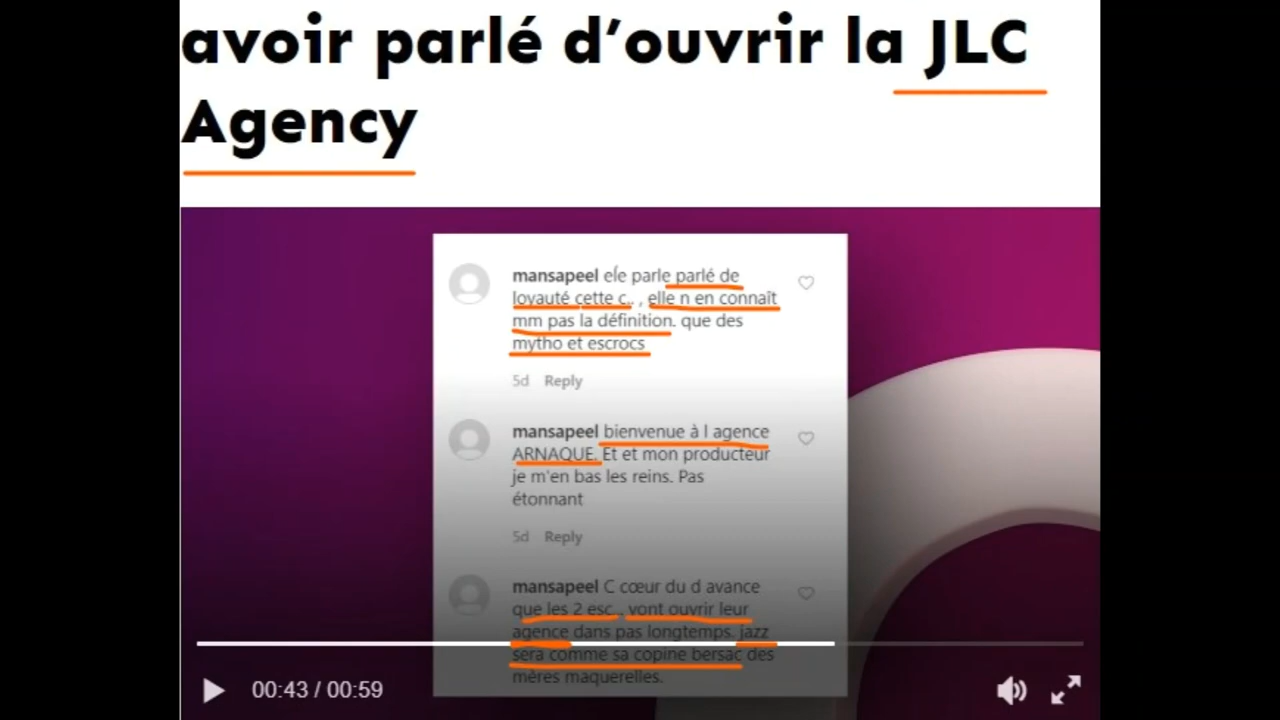 avoir parlé d’ouvrir la JLC
Agency
mansapeel ele parle parlé de
loyauté cette c.. , elle n en connaît
mm pas la définition. que des
mytho et escrocs
5d Reply
mansapeel bienvenue à l agence
ARNAQUE. Et et mon producteur
je m'en bas les reins. Pas
étonnant
5d Reply
mansapeel C cœur du d avance
que les 2 esc.. , vont ouvrir leur
agence dans pas longtemps. jazz
sera comme sa copine bersac des
mères maquerelles.
00:43 / 00:59